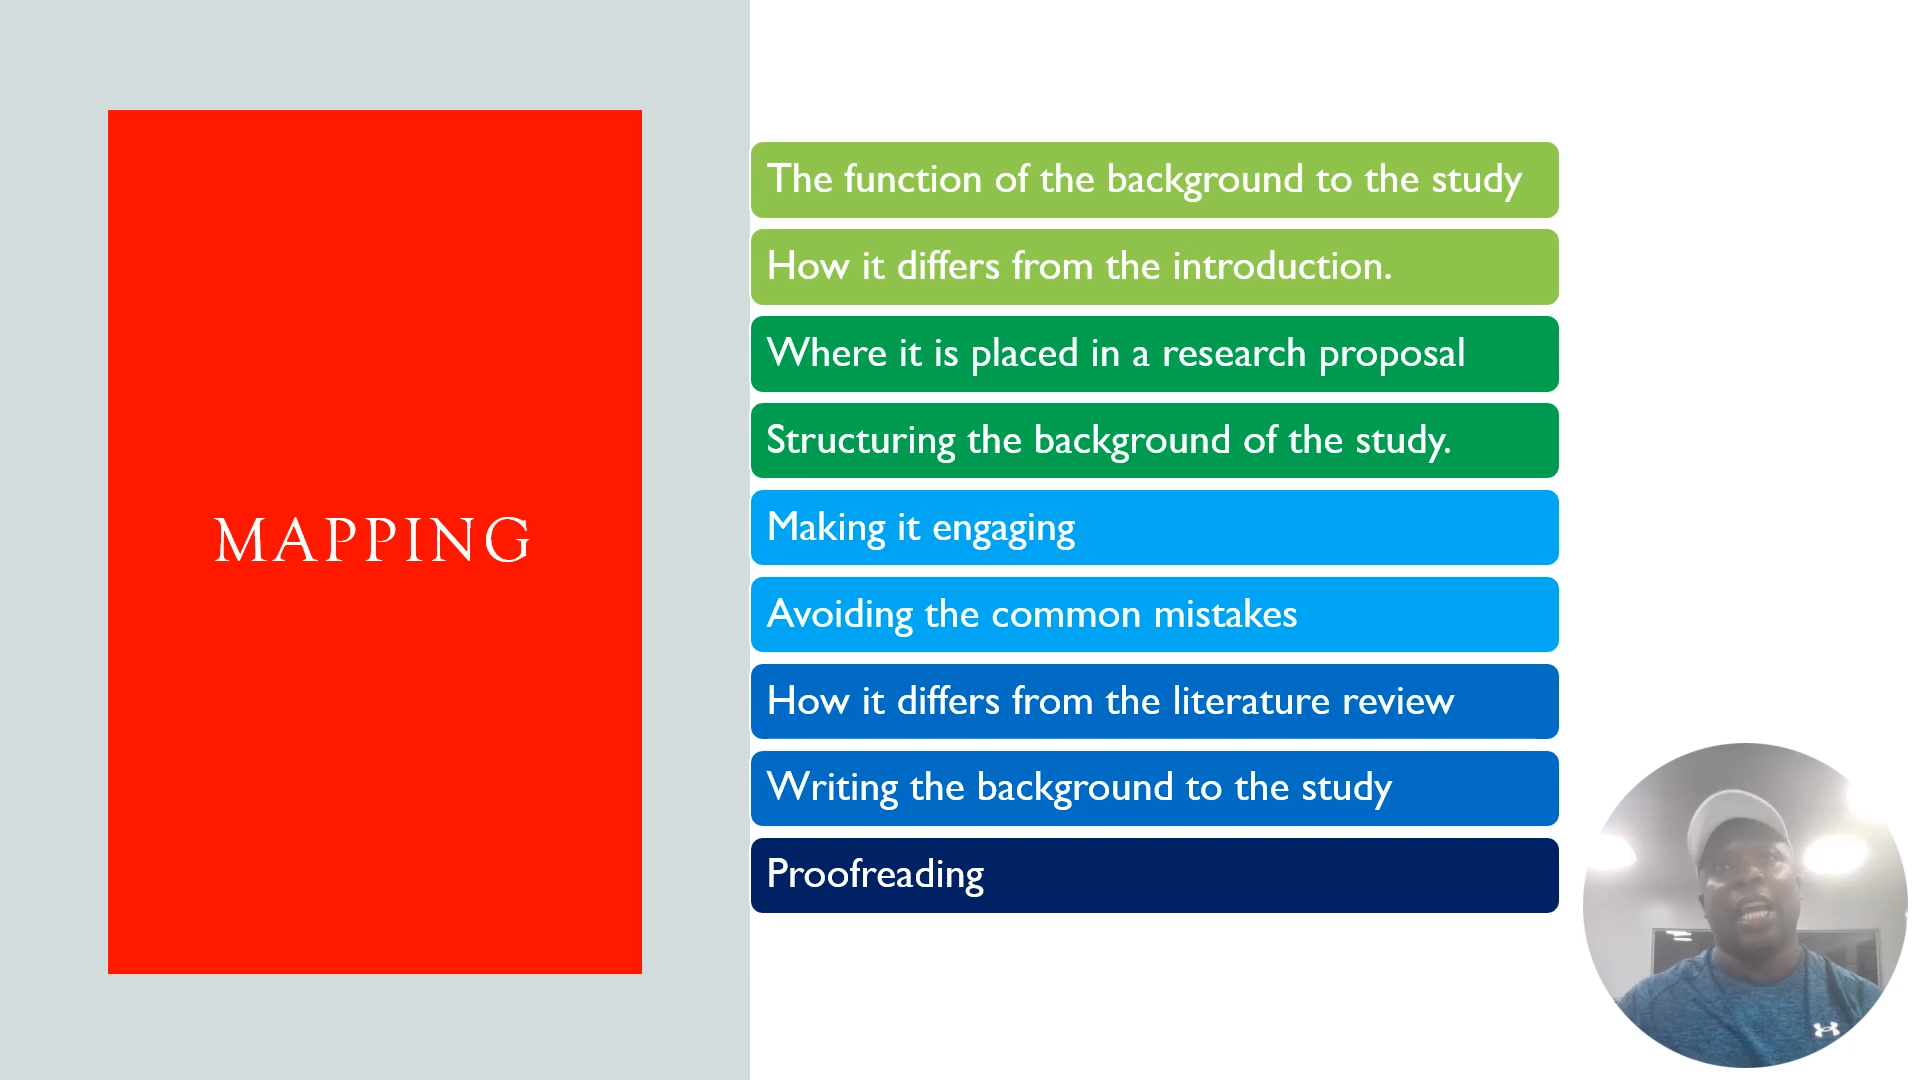 MAPPING
The function of the background to the study
How it differs from the introduction.
Where it is placed in a research proposal
Structuring the background of the study.
Making it engaging
Avoiding the common mistakes
How it differs from the literature review
Writing the background to the study
Proofreading